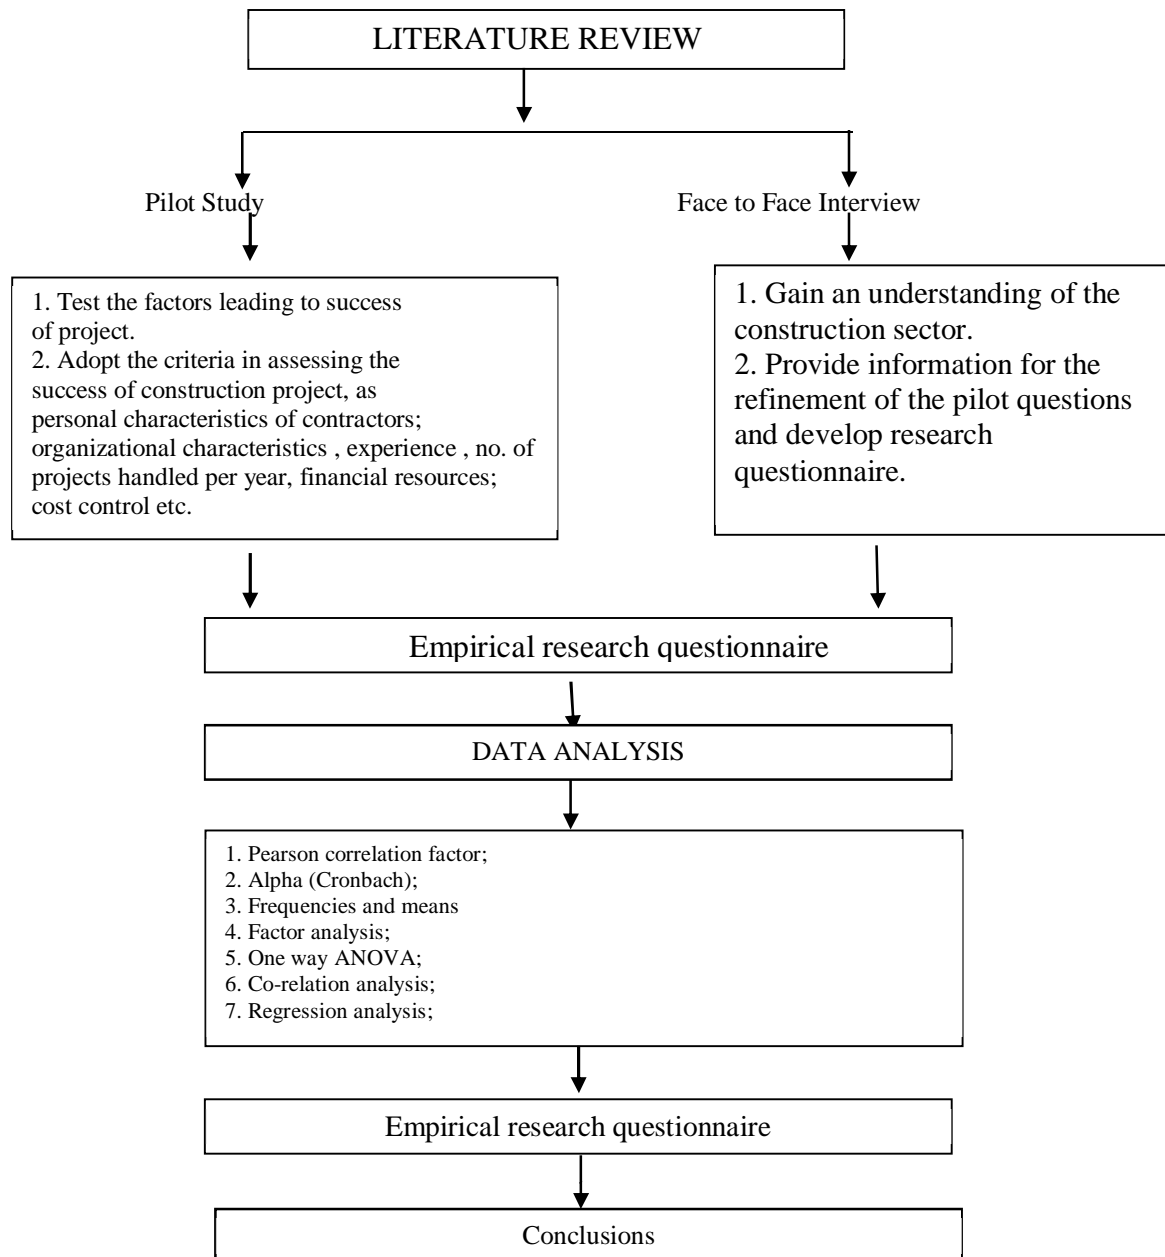 LITERATURE REVIEW
Pilot Study
Face to Face Interview
1. Test the factors leading to success
of project.
2. Adopt the criteria in assessing the
success of construction project, as
personal characteristics of contractors;
organizational characteristics , experience , no. of
projects handled per year, financial resources;
cost control etc.
1. Gain an understanding of the
construction sector.
2. Provide information for the
refinement of the pilot questions
and develop research
questionnaire.
Empirical research questionnaire
DATA ANALYSIS
1. Pearson correlation factor;
2. Alpha (Cronbach);
3. Frequencies and means
4. Factor analysis;
5. One way ANOVA;
6. Co-relation analysis;
7. Regression analysis;
Empirical research questionnaire
Conclusions